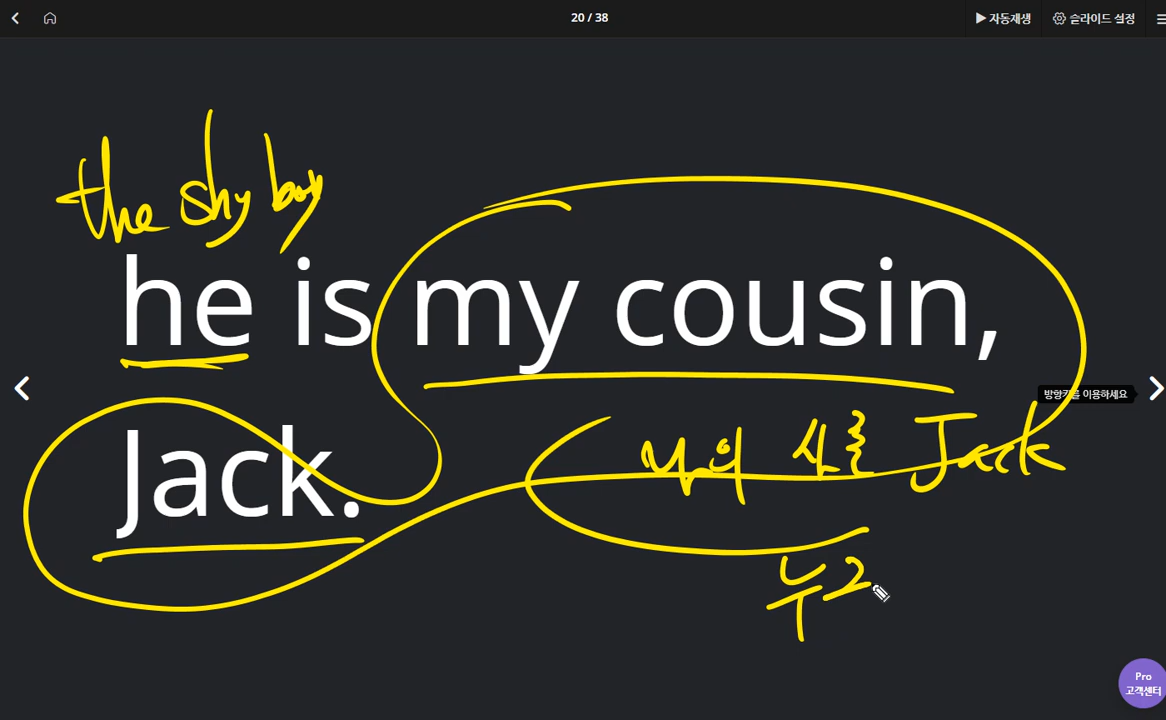 20 / 38
▶ 자동재생
슬라이드 설정
the shy boy
he is my cousin,
방향키를 이용하세요
Jack.
나의 사촌 Jack
Pro
고객센터